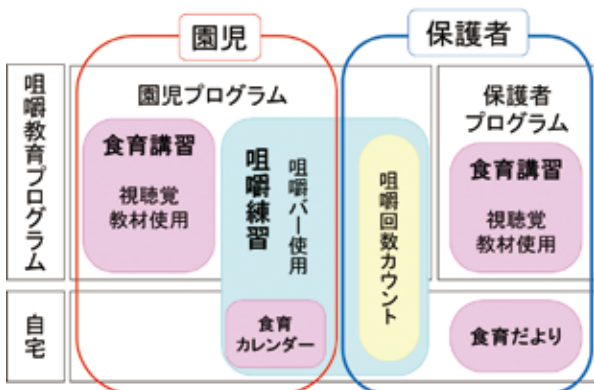 園児
保護者
咀嚼教育プログラム
園児プログラム
食育講習
視聴覚
教材使用
咀嚼練習
咀嚼バー使用
咀嚼回数カウント
保護者
プログラム
食育講習
視聴覚
教材使用
自宅
食育
カレンダー
食育だより